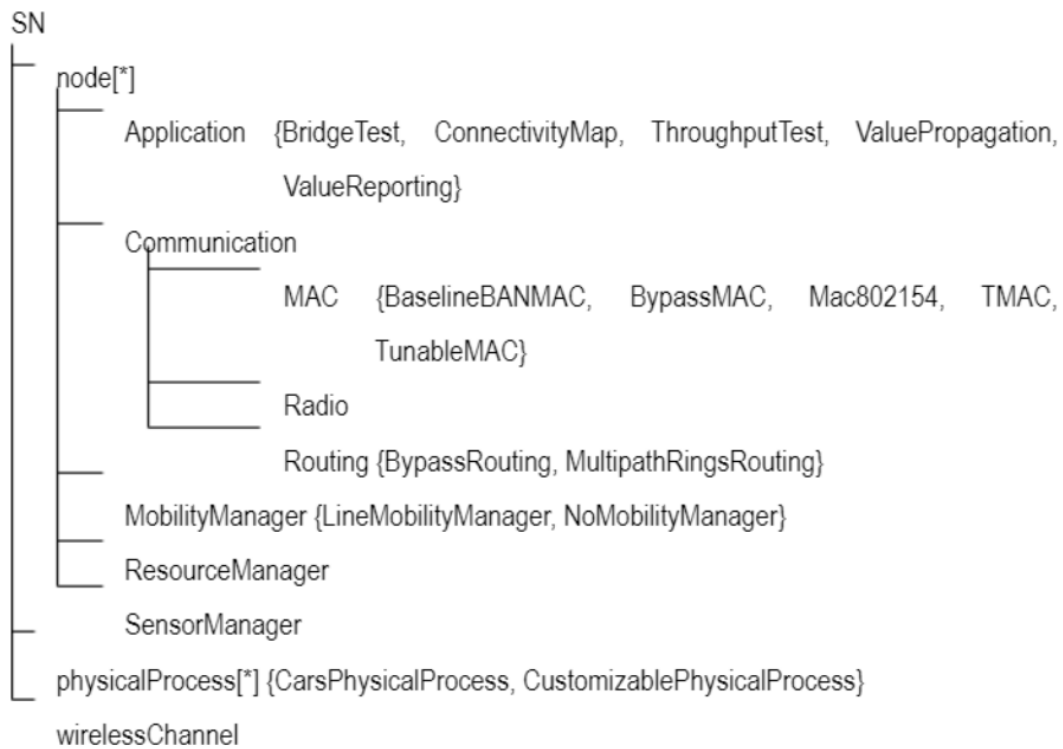 SN
node[*]
Application {BridgeTest, ConnectivityMap, ThroughputTest, ValuePropagation,
ValueReporting}
Communication
MAC {BaselineBANMAC, BypassMAC, Mac802154, TMAC,
TunableMAC}
Radio
Routing {BypassRouting, MultipathRingsRouting}
MobilityManager {LineMobilityManager, NoMobilityManager}
ResourceManager
SensorManager
physicalProcess[*] {CarsPhysicalProcess, CustomizablePhysicalProcess}
wirelessChannel